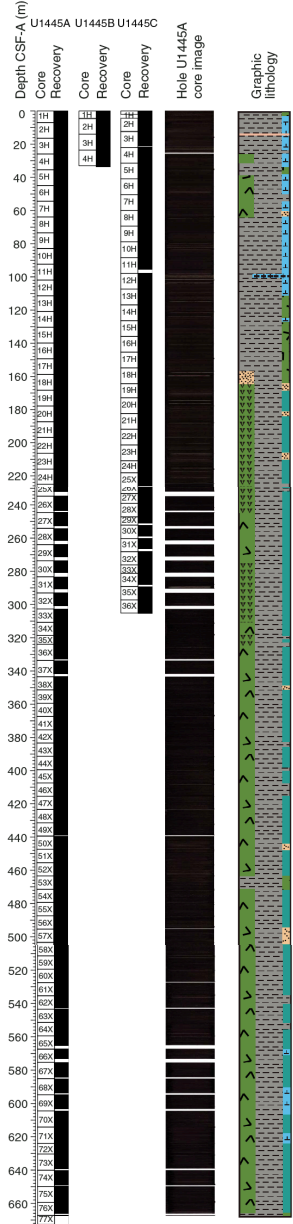 Depth CSF-A (m)
U1445A U1445B U1445C
Core
Recovery
Core
Recovery
Core
Recovery
Hole U1445A
core image
Graphic
lithology
0
20
40
60
80
100
120
140
160
180
200
220
240
260
280
300
320
340
360
380
400
420
440
460
480
500
520
540
560
580
600
620
640
660
1H
2H
3H
4H
5H
6H
7H
8H
9H
10H
11H
12H
13H
14H
15H
16H
17H
18H
19H
20H
21H
22H
23H
24H
25X
26X
27X
28X
29X
30X
31X
32X
33X
34X
35X
36X
37X
38X
39X
40X
41X
42X
43X
44X
45X
46X
47X
48X
49X
50X
51X
52X
53X
54X
55X
56X
57X
58X
59X
60X
61X
62X
63X
64X
65X
66X
67X
68X
69X
70X
71X
72X
73X
74X
75X
76X
77X
1H
2H
3H
4H
1H
2H
3H
4H
5H
6H
7H
8H
9H
10H
11H
12H
13H
14H
15H
16H
17H
18H
19H
20H
21H
22H
23H
24H
25X
26X
27X
28X
29X
30X
31X
32X
33X
34X
35X
36X